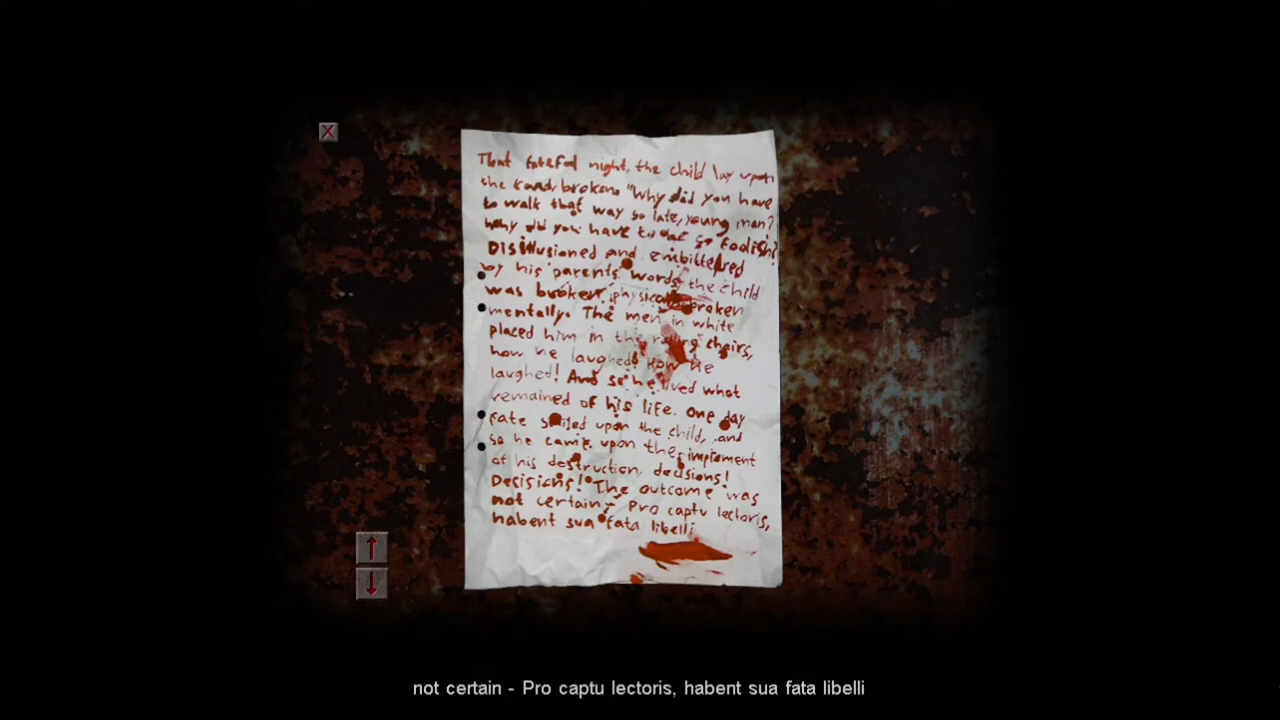 That fateful night, the child lay upon
the road, broken. "Why did you have
to walk that way so late, young man?
Why did you have to be so foolish?
Disillusioned and embittered
by his parents words the child
was broken, physically broken
mentally. The men in white
placed him in the rolling chairs,
how he laughed! How he
laughed! And so he lived what
remained of his life. One day
fate smiled upon the child, and
so he came upon the impleament
of his destruction, decisions!
Desisions! The outcome was
not certain - Pro captu lectoris,
habent sua fata libelli
not certain - Pro captu lectoris, habent sua fata libelli